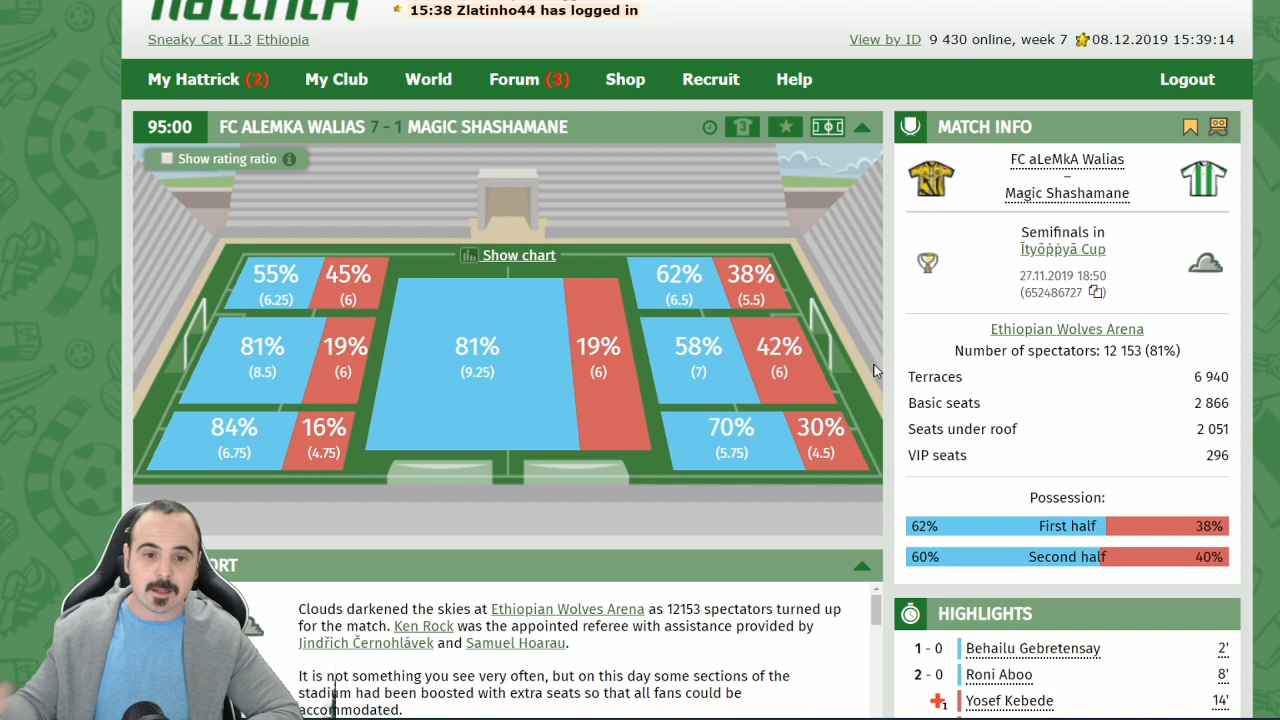 hattrick
15:38 Zlatinho44 has logged in
Sneaky Cat II.3 Ethiopia
View by ID 9 430 online, week 7 08.12.2019 15:39:14
My Hattrick (2) My Club World Forum (3) Shop Recruit Help Logout
95:00 FC ALEMKA WALIAS 7 - 1 MAGIC SHASHAMANE
3
Show rating ratio
Show chart
55% 45% 62% 38%
(6.25) (6) (6.5) (5.5)
81% 19% 81% 19% 58% 42%
(8.5) (6) (9.25) (6) (7) (6)
84% 16% 70% 30%
(6.75) (4.75) (5.75) (4.5)
MATCH INFO
FC aLeMkA Walias
–
Magic Shashamane
Semifinals in
Ītyōṗṗyā Cup
27.11.2019 18:50
(652486727)
Ethiopian Wolves Arena
Number of spectators: 12 153 (81%)
Terraces 6 940
Basic seats 2 866
Seats under roof 2 051
VIP seats 296
Possession:
62% First half 38%
60% Second half 40%
ORT
Clouds darkened the skies at Ethiopian Wolves Arena as 12153 spectators turned up
for the match. Ken Rock was the appointed referee with assistance provided by
Jindřich Černohlávek and Samuel Hoarau.
It is not something you see very often, but on this day some sections of the
stadium had been boosted with extra seats so that all fans could be
accommodated.
HIGHLIGHTS
1 - 0 Behailu Gebretensay 2'
2 - 0 Roni Aboo 8'
1 Yosef Kebede 14'